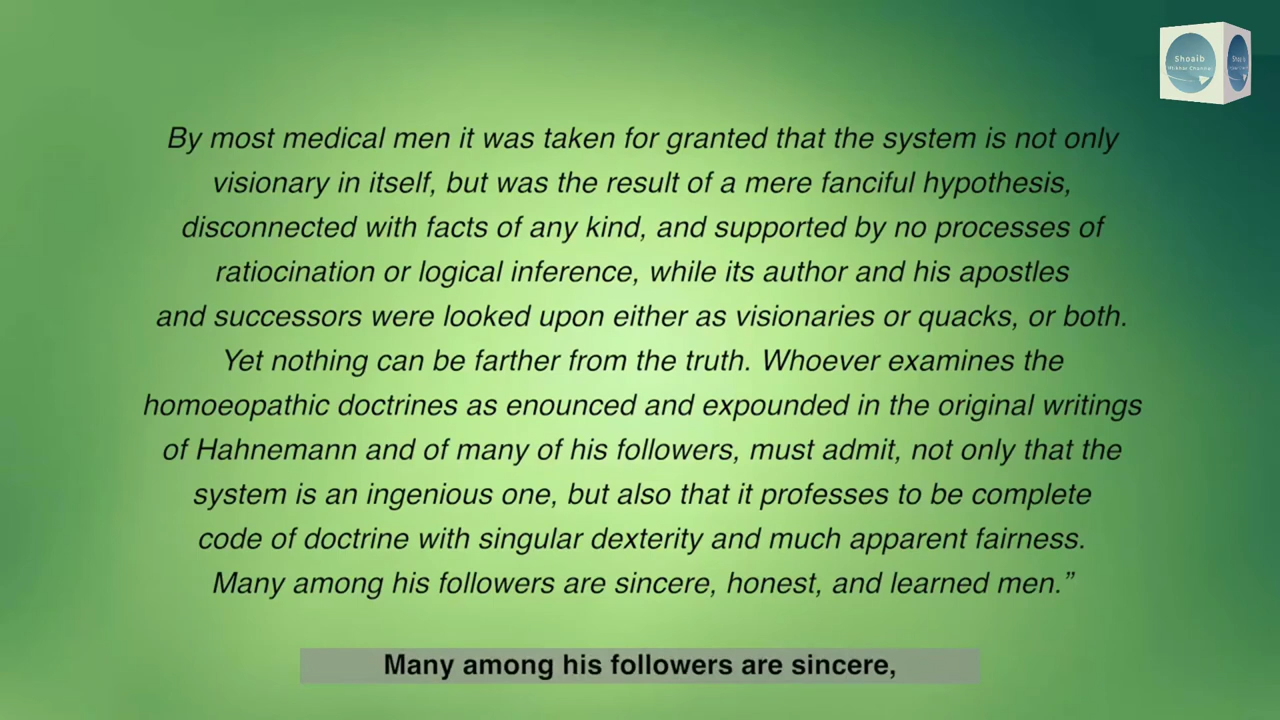 Shoaib
By most medical men it was taken for granted that the system is not only
visionary in itself, but was the result of a mere fanciful hypothesis,
disconnected with facts of any kind, and supported by no processes of
ratiocination or logical inference, while its author and his apostles
and successors were looked upon either as visionaries or quacks, or both.
Yet nothing can be farther from the truth. Whoever examines the
homoeopathic doctrines as enounced and expounded in the original writings
of Hahnemann and of many of his followers, must admit, not only that the
system is an ingenious one, but also that it professes to be complete
code of doctrine with singular dexterity and much apparent fairness.
Many among his followers are sincere, honest, and learned men.”
Many among his followers are sincere,